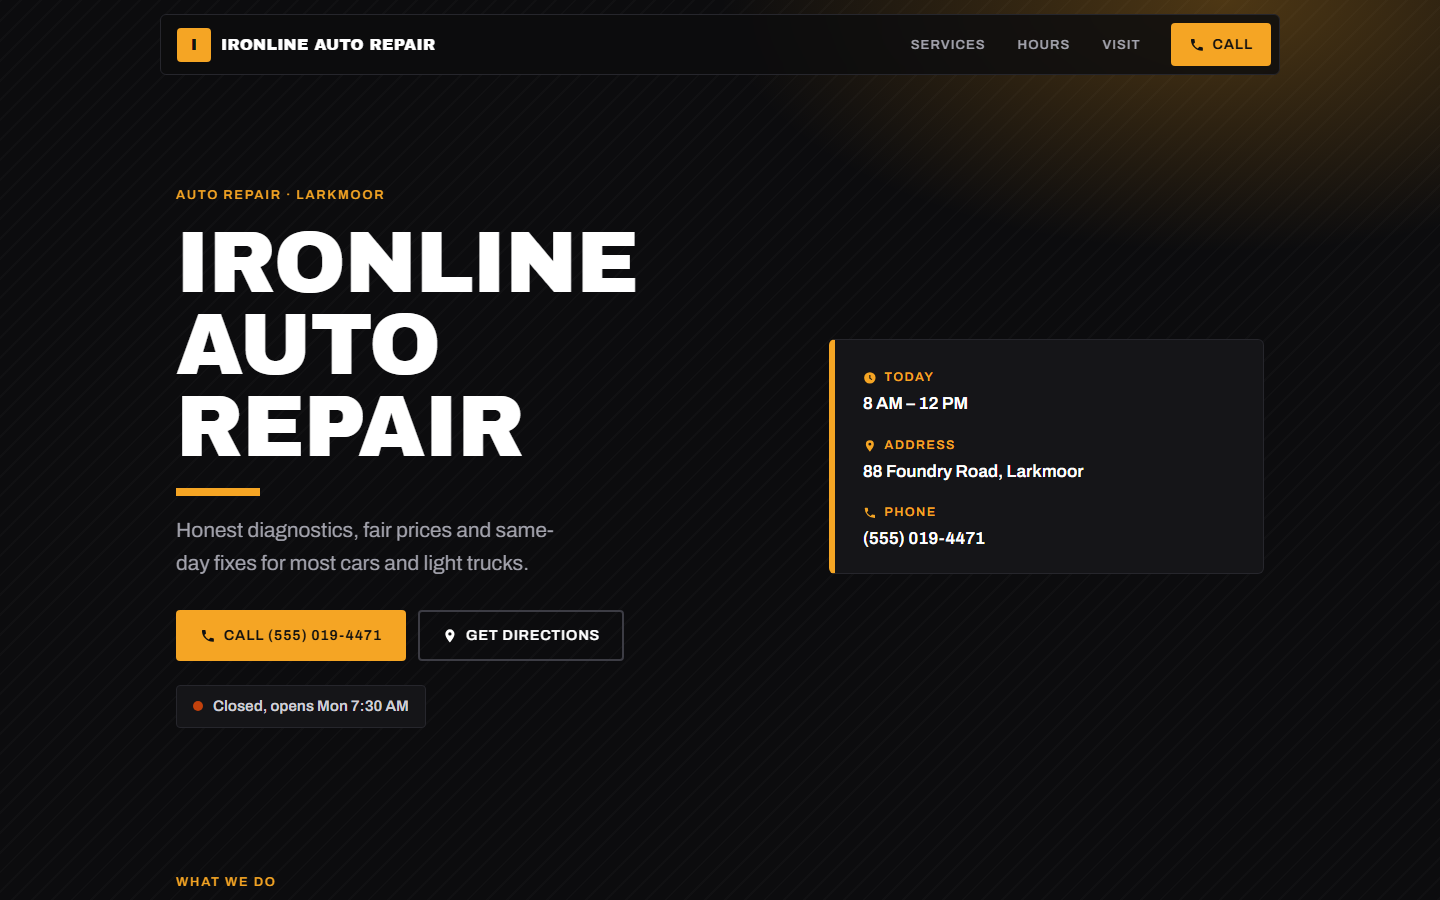 I IRONLINE AUTO REPAIR SERVICES HOURS VISIT CALL
AUTO REPAIR · LARKMOOR
IRONLINE
AUTO
REPAIR
Honest diagnostics, fair prices and same-
day fixes for most cars and light trucks.
CALL (555) 019-4471 GET DIRECTIONS
Closed, opens Mon 7:30 AM
TODAY
8 AM – 12 PM
ADDRESS
88 Foundry Road, Larkmoor
PHONE
(555) 019-4471
WHAT WE DO